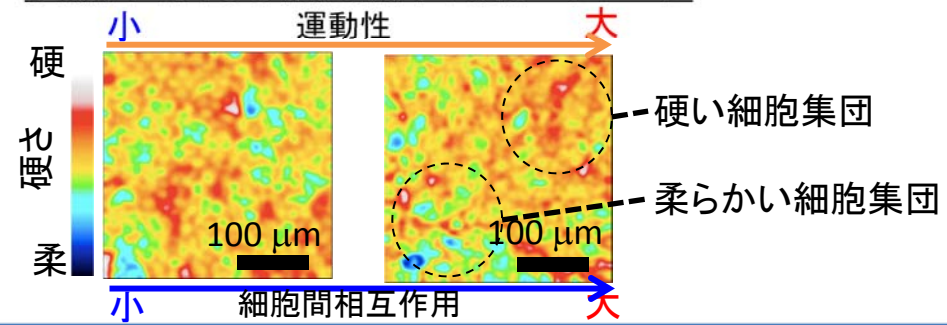 小 運動性 大
硬
硬さ
柔
硬い細胞集団
柔らかい細胞集団
100 μm
100 μm
小 細胞間相互作用 大